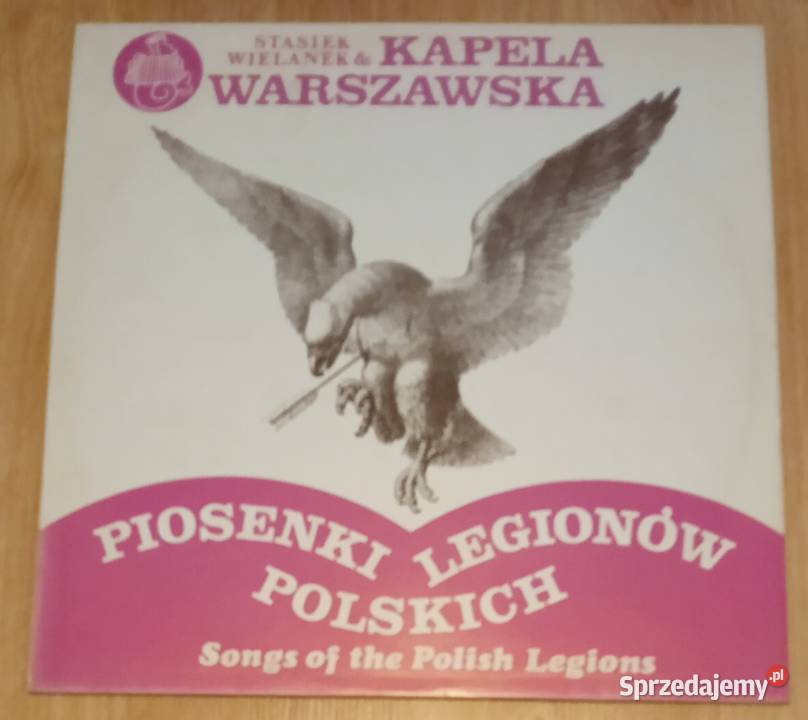 STASIEK
WIELANEK & KAPELA
WARSZAWSKA
PIOSENKI LEGIONÓW
POLSKICH
Songs of the Polish Legions
Sprzedajemy.pl